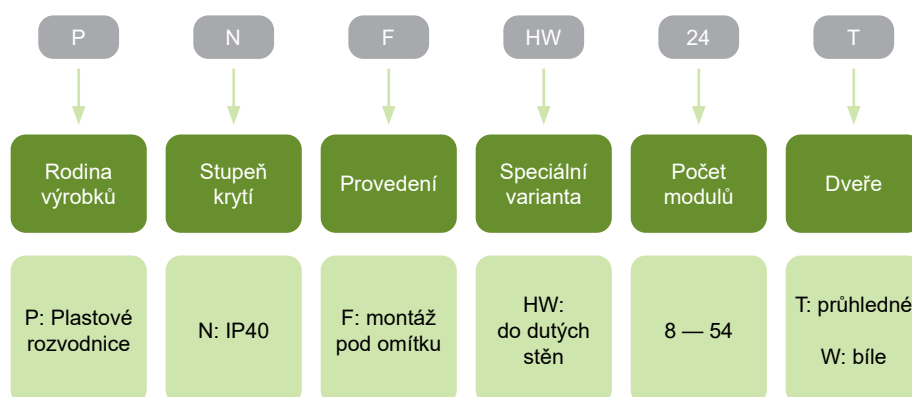 P
N
F
HW
24
T
Rodina
výrobků
Stupeň
krytí
Provedení
Speciální
varianta
Počet
modulů
Dveře
P: Plastové
rozvodnice
N: IP40
F: montáž
pod omítku
HW:
do dutých
stěn
8 — 54
T: průhledné
W: bíle